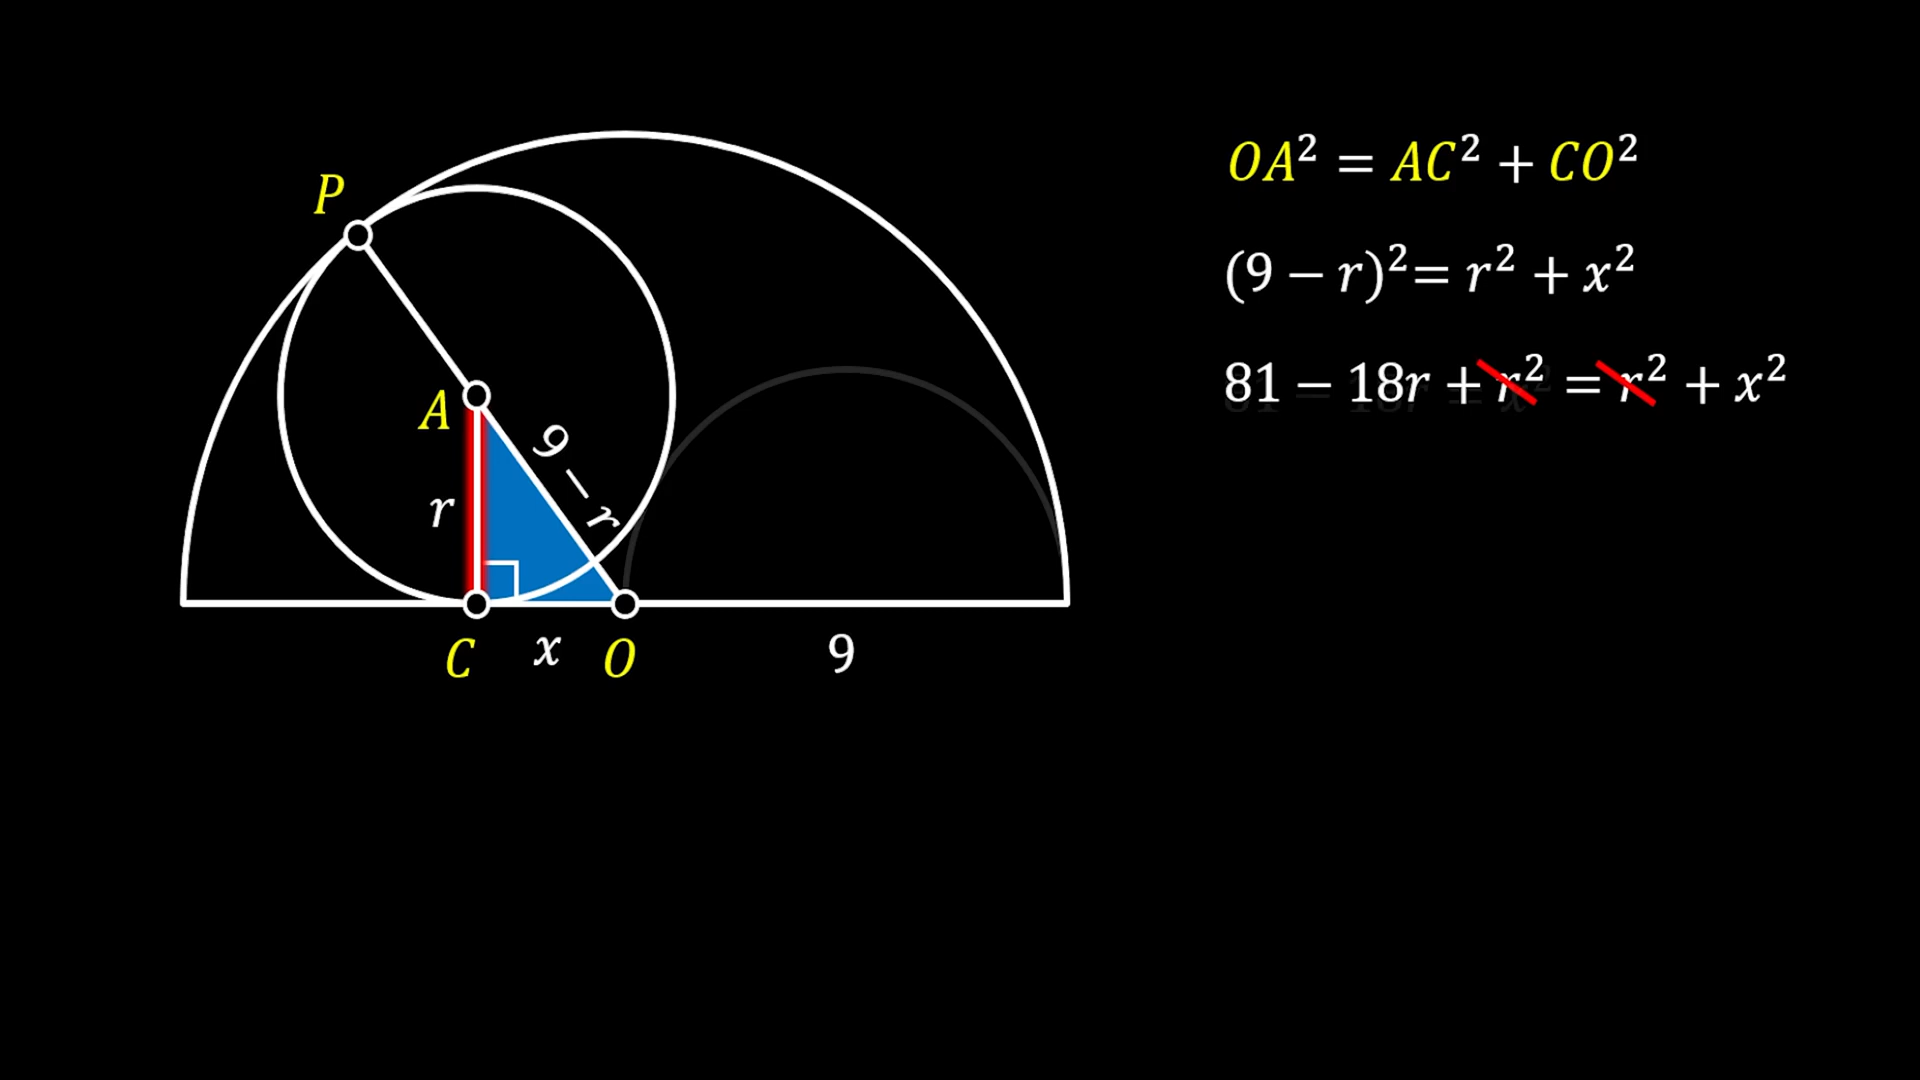 P
A
9 − r
r
C x O 9
OA² = AC² + CO²
(9 − r)² = r² + x²
81 − 18r + r² = r² + x²